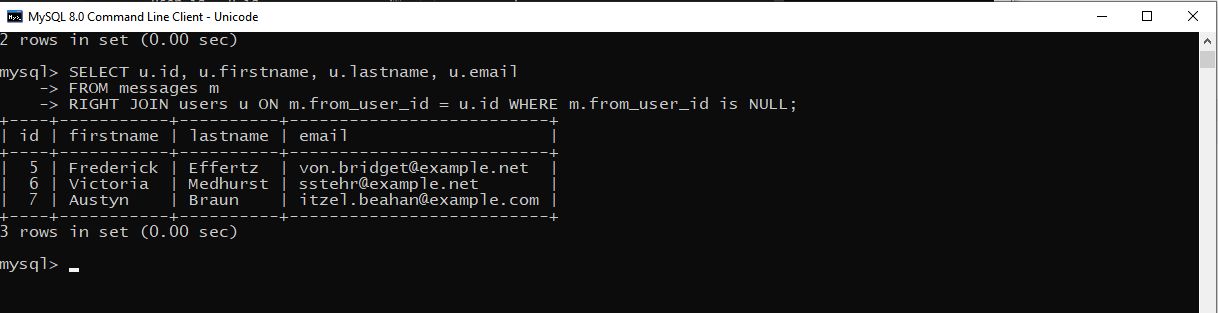 MySQL 8.0 Command Line Client - Unicode
2 rows in set (0.00 sec)
mysql> SELECT u.id, u.firstname, u.lastname, u.email
    -> FROM messages m
    -> RIGHT JOIN users u ON m.from_user_id = u.id WHERE m.from_user_id is NULL;
+----+-----------+----------+--------------------------+
| id | firstname | lastname | email                    |
+----+-----------+----------+--------------------------+
|  5 | Frederick | Effertz  | von.bridget@example.net  |
|  6 | Victoria  | Medhurst | sstehr@example.net       |
|  7 | Austyn    | Braun    | itzel.beahan@example.com |
+----+-----------+----------+--------------------------+
3 rows in set (0.00 sec)
mysql>